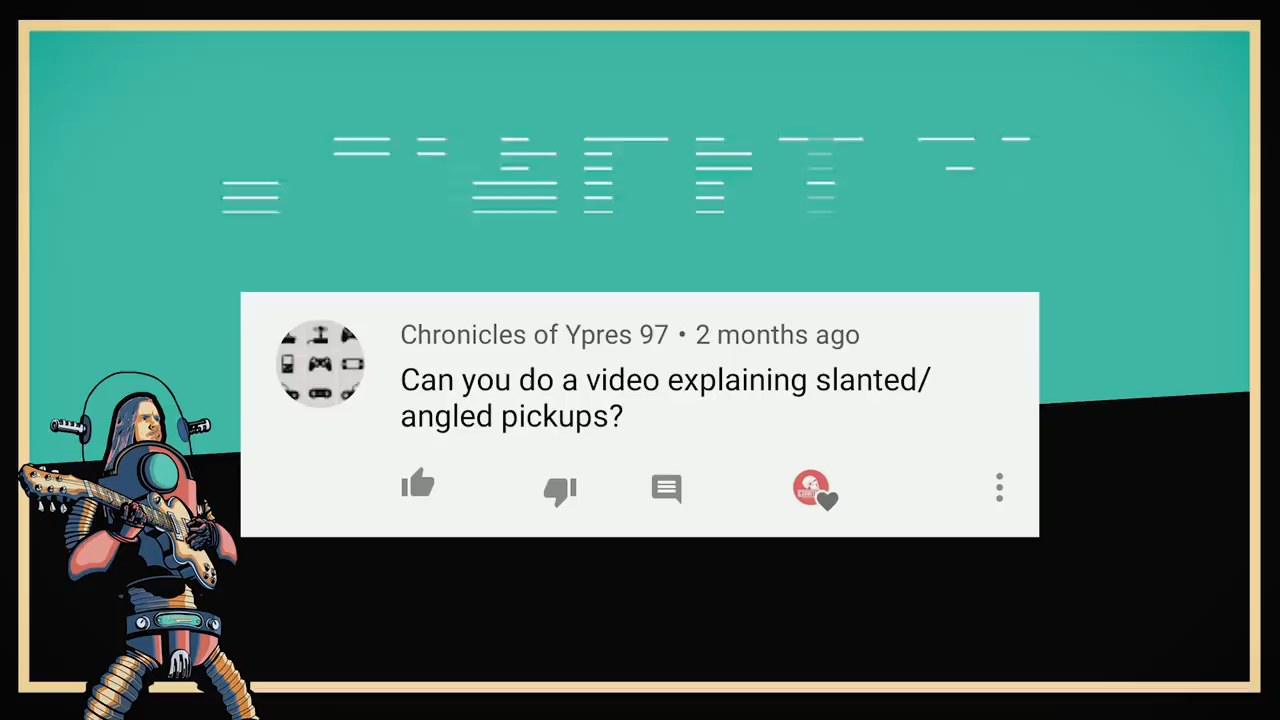 Chronicles of Ypres 97 • 2 months ago
Can you do a video explaining slanted/
angled pickups?